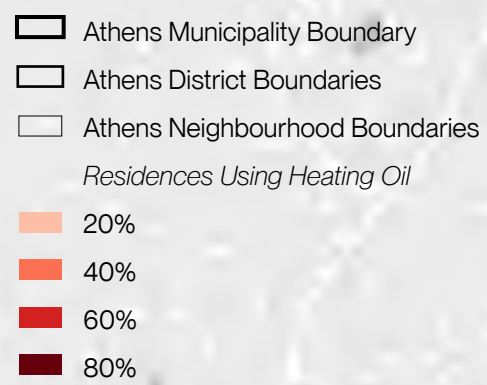 Athens Municipality Boundary
Athens District Boundaries
Athens Neighbourhood Boundaries
Residences Using Heating Oil
20%
40%
60%
80%